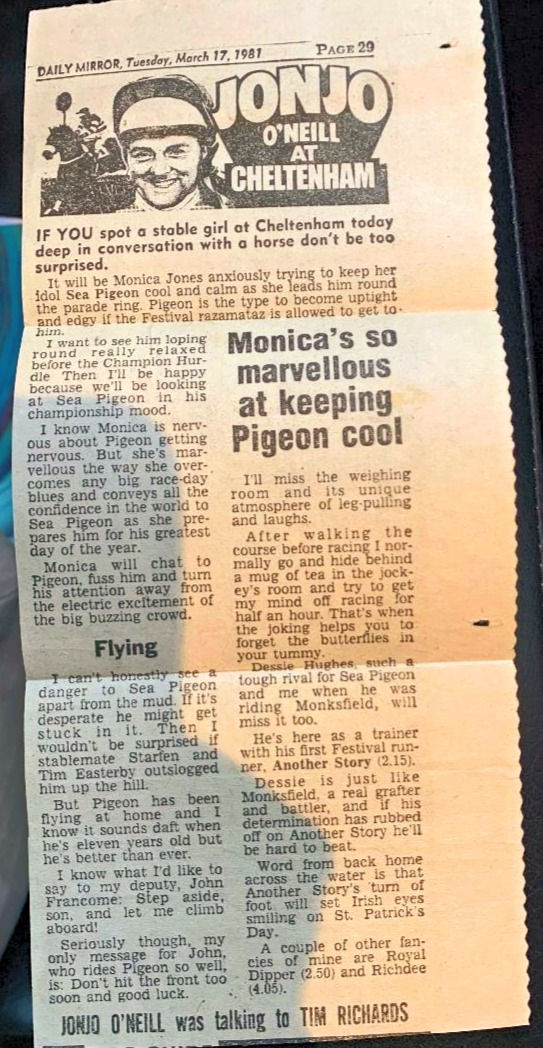 DAILY MIRROR, Tuesday, March 17, 1981 PAGE 29
JONJO
O'NEILL
AT
CHELTENHAM
IF YOU spot a stable girl at Cheltenham today
deep in conversation with a horse don't be too
surprised.
It will be Monica Jones anxiously trying to keep her
idol Sea Pigeon cool and calm as she leads him round
the parade ring. Pigeon is the type to become uptight
and edgy if the Festival razamataz is allowed to get to
him.
I want to see him loping
round really relaxed
before the Champion Hur-
dle Then I'll be happy
because we'll be looking
at Sea Pigeon in his
championship mood.
I know Monica is nerv-
ous about Pigeon getting
nervous. But she's mar-
vellous the way she over-
comes any big race-day
blues and conveys all the
confidence in the world to
Sea Pigeon as she pre-
pares him for his greatest
day of the year.
Monica will chat to
Pigeon, fuss him and turn
his attention away from
the electric excitement of
the big buzzing crowd.
Flying
I can't honestly see a
danger to Sea Pigeon
apart from the mud. If it's
desperate he might get
stuck in it. Then I
wouldn't be surprised if
stablemate Starfen and
Tim Easterby outslogged
him up the hill.
But Pigeon has been
flying at home and I
know it sounds daft when
he's eleven years old but
he's better than ever.
I know what I'd like to
say to my deputy, John
Francome: Step aside,
son, and let me climb
aboard!
Seriously though, my
only message for John,
who rides Pigeon so well,
is: Don't hit the front too
soon and good luck.
Monica's so
marvellous
at keeping
Pigeon cool
I'll miss the weighing
room and its unique
atmosphere of leg-pulling
and laughs.
After walking the
course before racing I nor-
mally go and hide behind
a mug of tea in the jock-
ey's room and try to get
my mind off racing for
half an hour. That's when
the joking helps you to
forget the butterflies in
your tummy.
Dessie Hughes, such a
tough rival for Sea Pigeon
and me when he was
riding Monksfield, will
miss it too.
He's here as a trainer
with his first Festival run-
ner, Another Story (2.15).
Dessie is just like
Monksfield, a real grafter
and battler, and if his
determination has rubbed
off on Another Story he'll
be hard to beat.
Word from back home
across the water is that
Another Story's turn of
foot will set Irish eyes
smiling on St. Patrick's
Day.
A couple of other fan-
cies of mine are Royal
Dipper (2.50) and Richdee
(4.05).
JONJO O'NEILL was talking to TIM RICHARDS